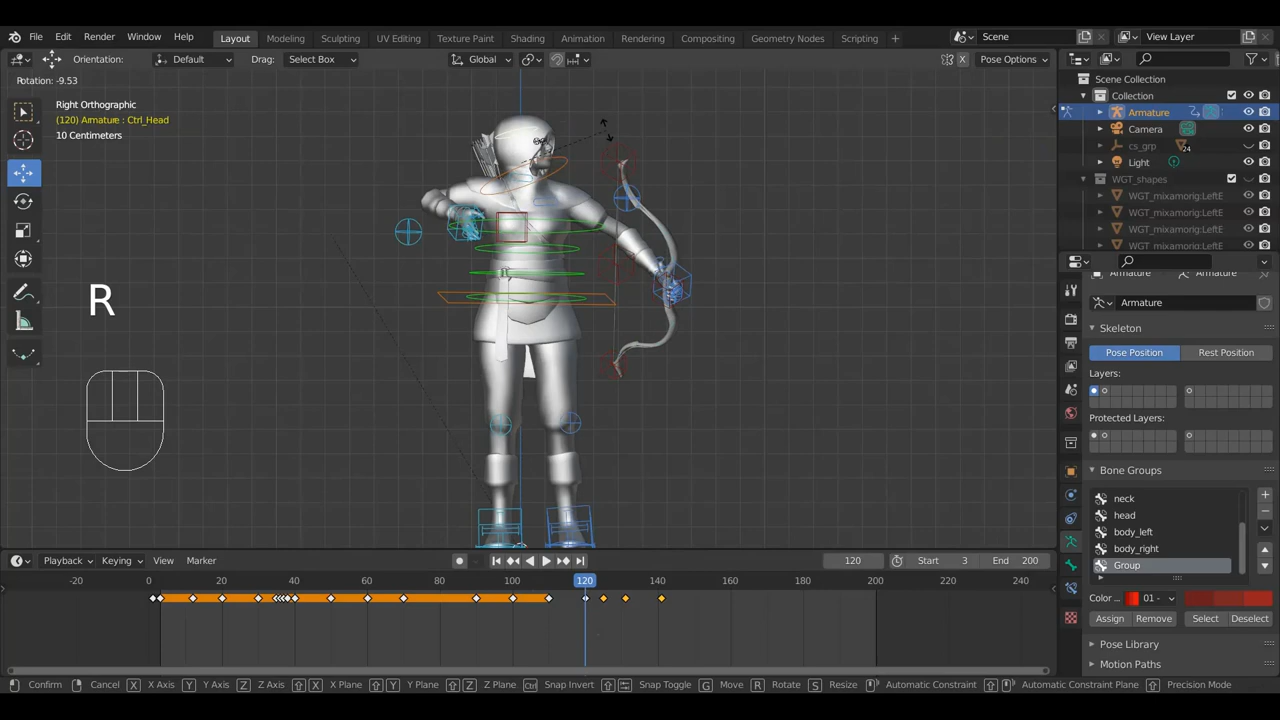 File Edit Render Window Help Layout Modeling Sculpting UV Editing Texture Paint Shading Animation Rendering Compositing Geometry Nodes Scripting + Scene View Layer
Orientation: Default Drag: Select Box Global X Pose Options
Rotation: -9.53
Right Orthographic
(120) Armature : Ctrl_Head
10 Centimeters
R
Scene Collection
Collection
Armature
Camera
cs_grp 24
Light
WGT_shapes
WGT_mixamorig:LeftE
WGT_mixamorig:LeftE
WGT_mixamorig:LeftE
WGT_mixamorig:LeftE
Armature Armature
Armature
Skeleton
Pose Position Rest Position
Layers:
Protected Layers:
Bone Groups
neck
head
body_left
body_right
Group
Color ... 01 -
Assign Remove Select Deselect
Pose Library
Motion Paths
Playback Keying View Marker 120 Start 3 End 200
-20 0 20 40 60 80 100 120 140 160 180 200 220 240
Confirm Cancel X X Axis Y Y Axis Z Z Axis X X Plane Y Y Plane Z Z Plane Ctrl Snap Invert Snap Toggle G Move R Rotate S Resize Automatic Constraint Automatic Constraint Plane Precision Mode